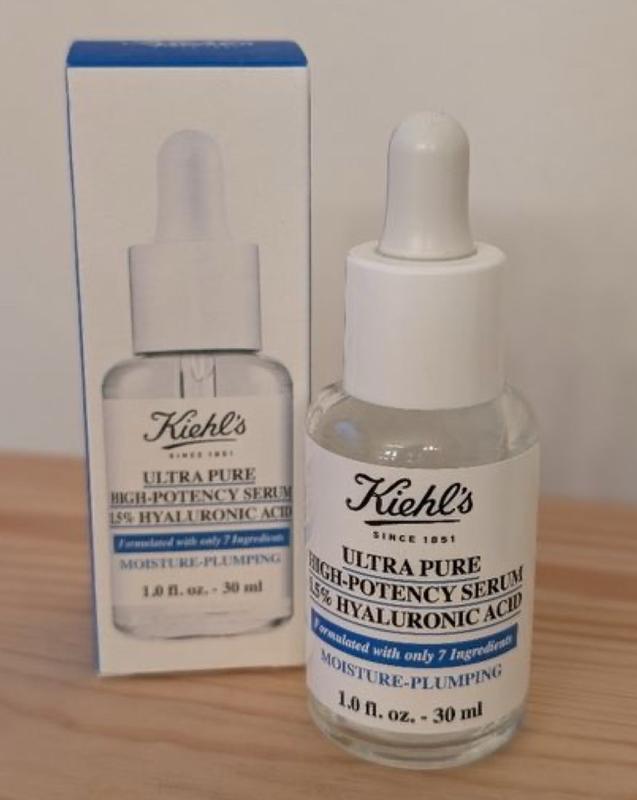 Kiehl's
SINCE 1851
ULTRA PURE
HIGH-POTENCY SERUM
1.5% HYALURONIC ACID
Formulated with only 7 Ingredients
MOISTURE-PLUMPING
1.0 fl. oz. - 30 ml
Kiehl's
SINCE 1851
ULTRA PURE
HIGH-POTENCY SERUM
1.5% HYALURONIC ACID
Formulated with only 7 Ingredients
MOISTURE-PLUMPING
1.0 fl. oz. - 30 ml